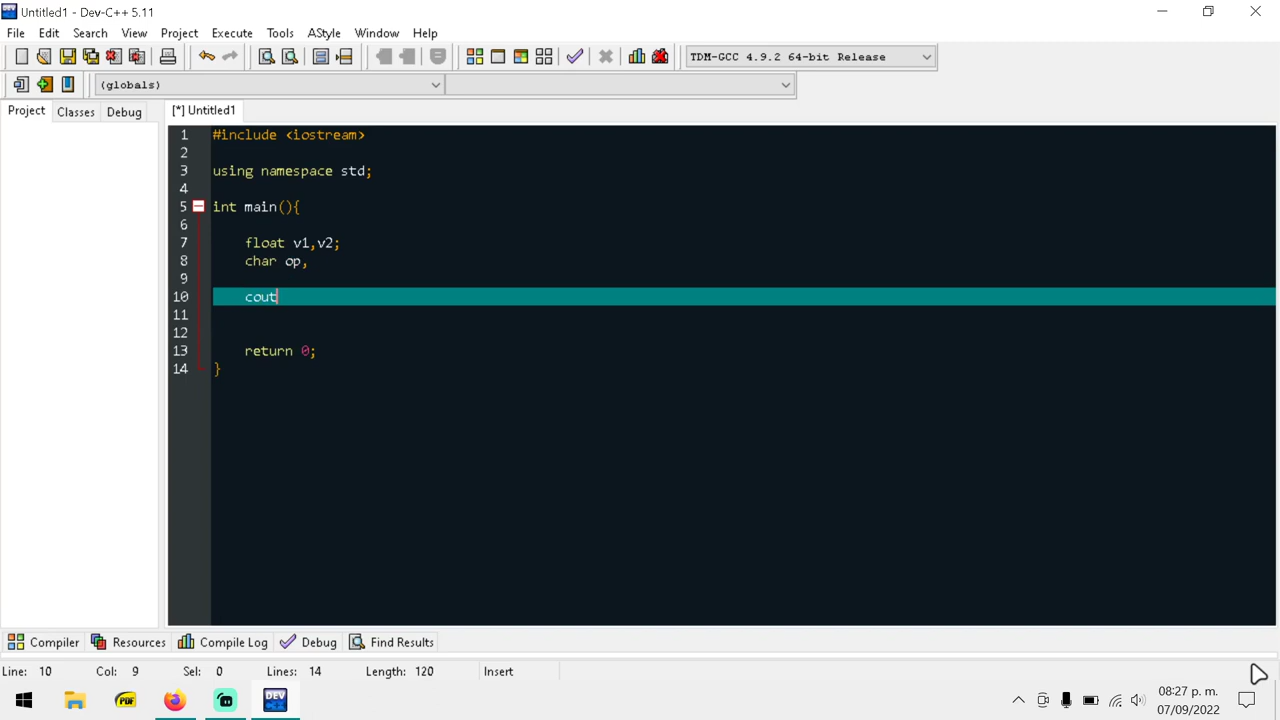 Untitled1 - Dev-C++ 5.11
File Edit Search View Project Execute Tools AStyle Window Help
TDM-GCC 4.9.2 64-bit Release
(globals)
Project Classes Debug [*] Untitled1
1 #include <iostream>
2
3 using namespace std;
4
5 int main(){
6
7 float v1,v2;
8 char op,
9
10 cout
11
12
13 return 0;
14 }
Compiler Resources Compile Log Debug Find Results
Line: 10 Col: 9 Sel: 0 Lines: 14 Length: 120 Insert
PDF DEV 08:27 p. m.
07/09/2022